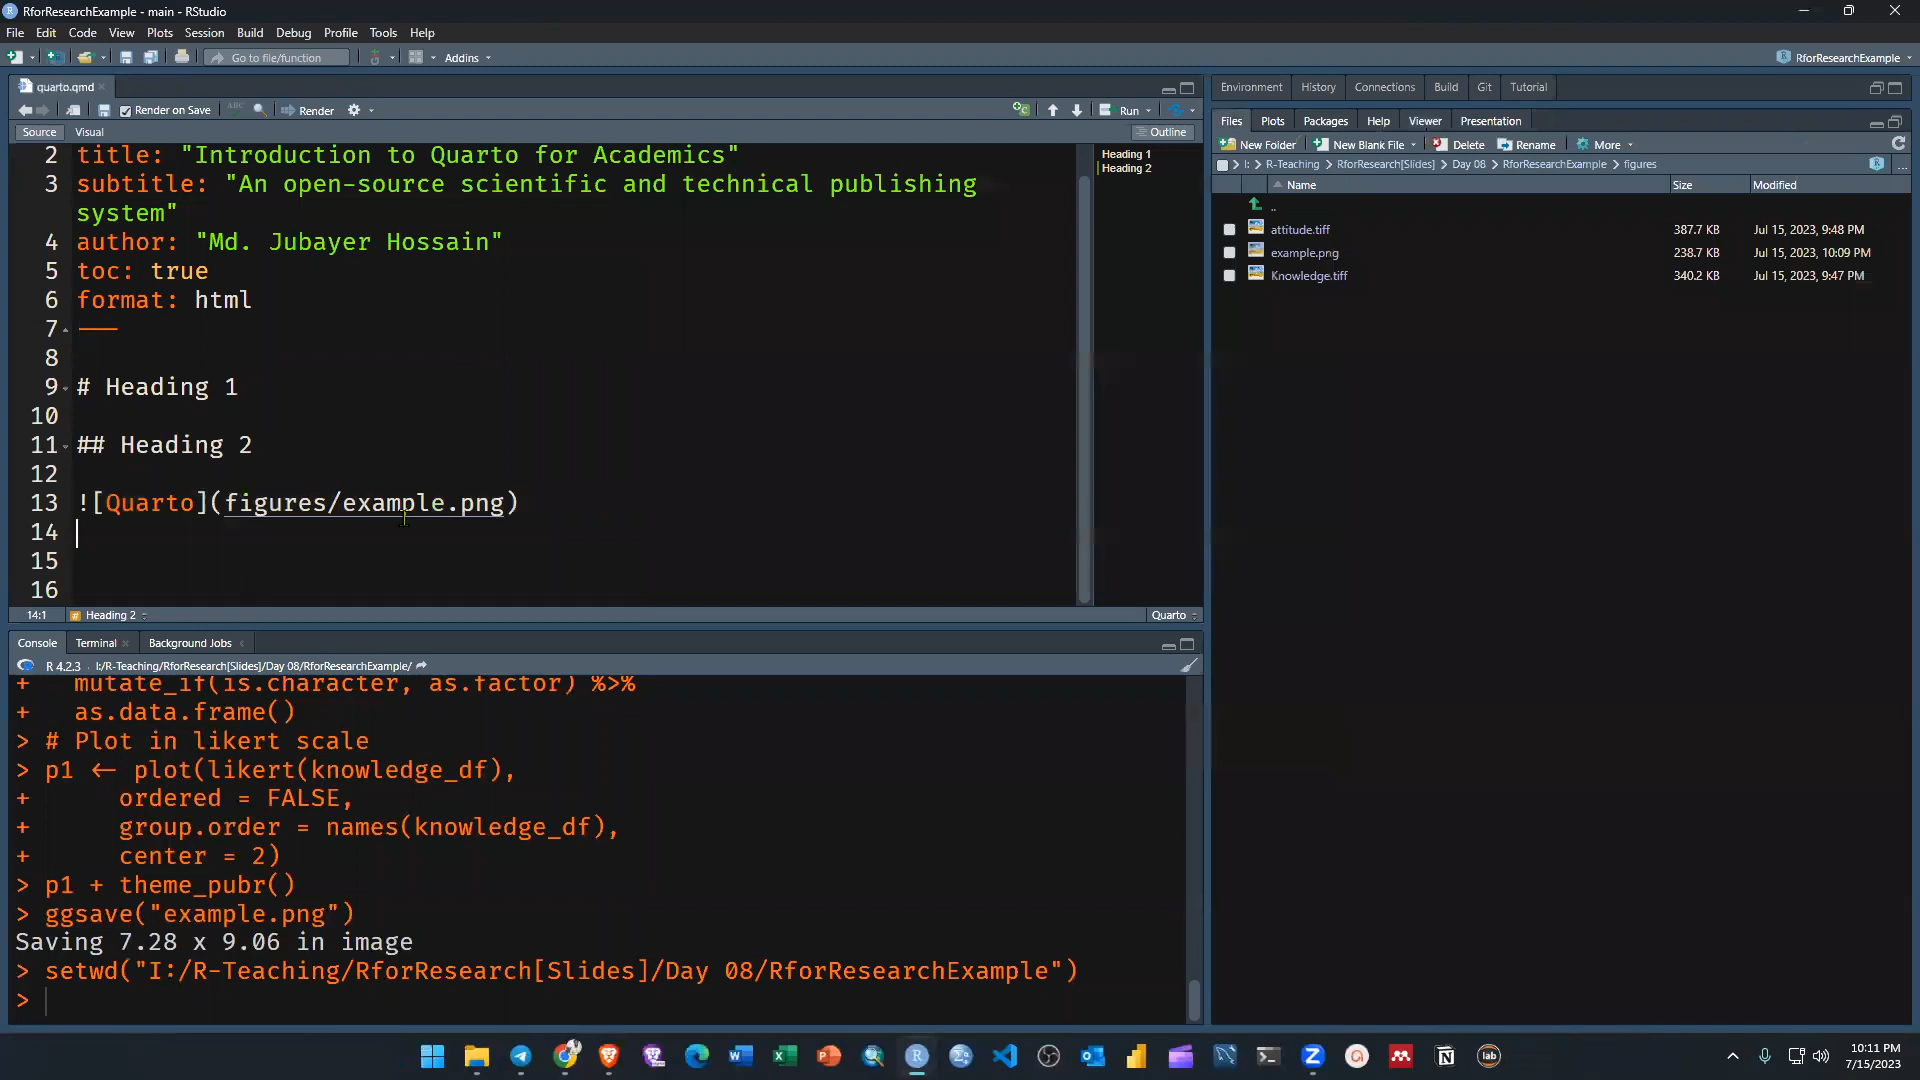 RforResearchExample - main - RStudio
File Edit Code View Plots Session Build Debug Profile Tools Help
Go to file/function Addins RforResearchExample
quarto.qmd
Render on Save ABC Render Run
Source Visual Outline
2 title: "Introduction to Quarto for Academics"
3 subtitle: "An open-source scientific and technical publishing
system"
4 author: "Md. Jubayer Hossain"
5 toc: true
6 format: html
7 ---
8
9 # Heading 1
10
11 ## Heading 2
12
13 ![Quarto](figures/example.png)
14
15
16
Heading 1
Heading 2
14:1 # Heading 2 Quarto
Console Terminal Background Jobs
R 4.2.3 · I:/R-Teaching/RforResearch[Slides]/Day 08/RforResearchExample/
+ mutate_if(is.character, as.factor) %>%
+ as.data.frame()
> # Plot in likert scale
> p1 <- plot(likert(knowledge_df),
+ ordered = FALSE,
+ group.order = names(knowledge_df),
+ center = 2)
> p1 + theme_pubr()
> ggsave("example.png")
Saving 7.28 x 9.06 in image
> setwd("I:/R-Teaching/RforResearch[Slides]/Day 08/RforResearchExample")
>
Environment History Connections Build Git Tutorial
Files Plots Packages Help Viewer Presentation
New Folder New Blank File Delete Rename More
I: > R-Teaching > RforResearch[Slides] > Day 08 > RforResearchExample > figures
Name Size Modified
..
attitude.tiff 387.7 KB Jul 15, 2023, 9:48 PM
example.png 238.7 KB Jul 15, 2023, 10:09 PM
Knowledge.tiff 340.2 KB Jul 15, 2023, 9:47 PM
lab
10:11 PM
7/15/2023